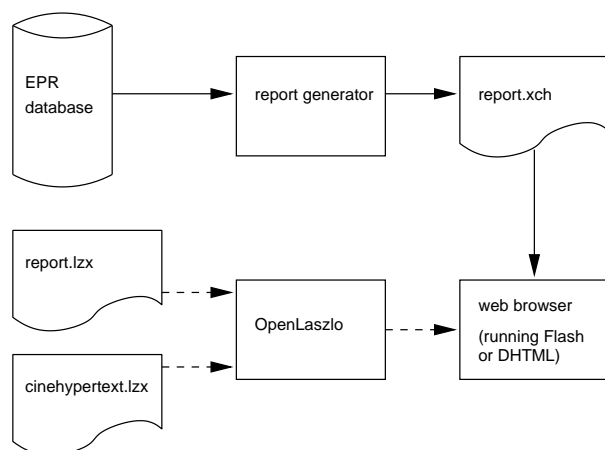 EPR
database
report generator
report.xch
report.lzx
OpenLaszlo
web browser
(running Flash
or DHTML)
cinehypertext.lzx